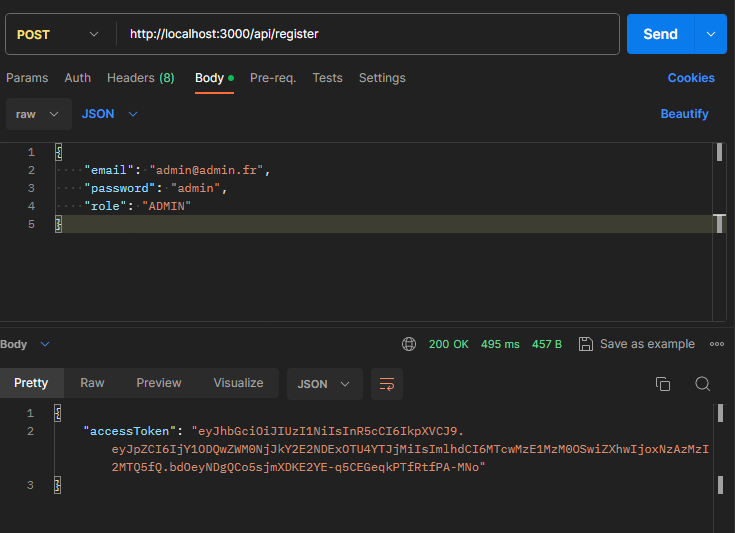 POST http://localhost:3000/api/register Send
Params Auth Headers (8) Body Pre-req. Tests Settings Cookies
raw JSON Beautify
1 {
2 "email": "admin@admin.fr",
3 "password": "admin",
4 "role": "ADMIN"
5 }
Body 200 OK 495 ms 457 B Save as example
Pretty Raw Preview Visualize JSON
1 {
2 "accessToken": "eyJhbGciOiJIUzI1NiIsInR5cCI6IkpXVCJ9.
eyJpZCI6IjY1ODQwZWM0NjJkY2E2NDExOTU4YTJjMiIsImlhdCI6MTcwMzE1MzM0OSwiZXhwIjoxNzAzMzI
2MTQ5fQ.bdOeyNDgQCo5sjmXDKE2YE-q5CEGeqkPTfRtfPA-MNo"
3 }